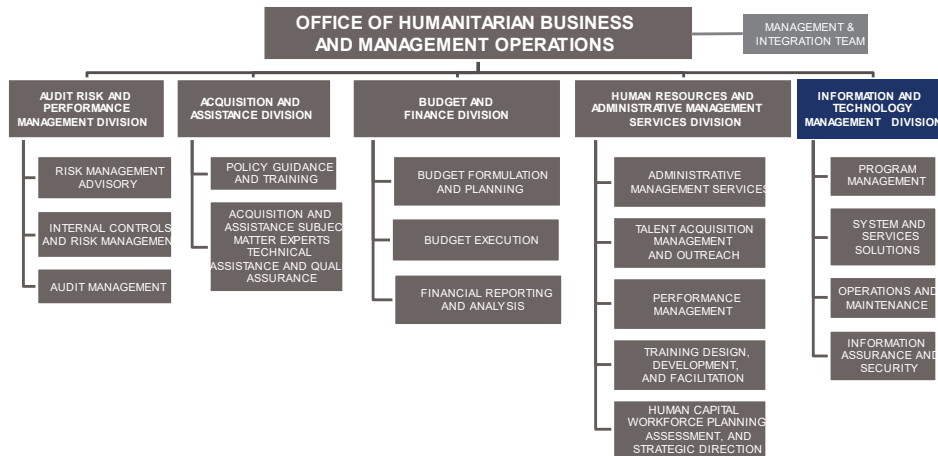 OFFICE OF HUMANITARIAN BUSINESS
AND MANAGEMENT OPERATIONS
MANAGEMENT &
INTEGRATION TEAM
AUDIT RISK AND
PERFORMANCE
MANAGEMENT DIVISION
RISK MANAGEMENT
ADVISORY
INTERNAL CONTROLS
AND RISK MANAGEMEN
AUDIT MANAGEMENT
ACQUISITION AND
ASSISTANCE DIVISION
POLICY GUIDANCE
AND TRAINING
ACQUISITION AND
ASSISTANCE SUBJEC
MATTER EXPERTS
TECHNICAL
ASSISTANCE AND QUALI
ASSURANCE
BUDGET AND
FINANCE DIVISION
BUDGET FORMULATION
AND PLANNING
BUDGET EXECUTION
FINANCIAL REPORTING
AND ANALYSIS
HUMAN RESOURCES AND
ADMINISTRATIVE MANAGEMENT
SERVICES DIVISION
ADMINISTRATIVE
MANAGEMENT SERVICES
TALENT ACQUISITION
MANAGEMENT
AND OUTREACH
PERFORMANCE
MANAGEMENT
TRAINING DESIGN,
DEVELOPMENT,
AND FACILITATION
HUMAN CAPITAL
WORKFORCE PLANNING
ASSESSMENT, AND
STRATEGIC DIRECTION
INFORMATION AND
TECHNOLOGY
MANAGEMENT DIVISION
PROGRAM
MANAGEMENT
SYSTEM AND
SERVICES
SOLUTIONS
OPERATIONS AND
MAINTENANCE
INFORMATION
ASSURANCE AND
SECURITY